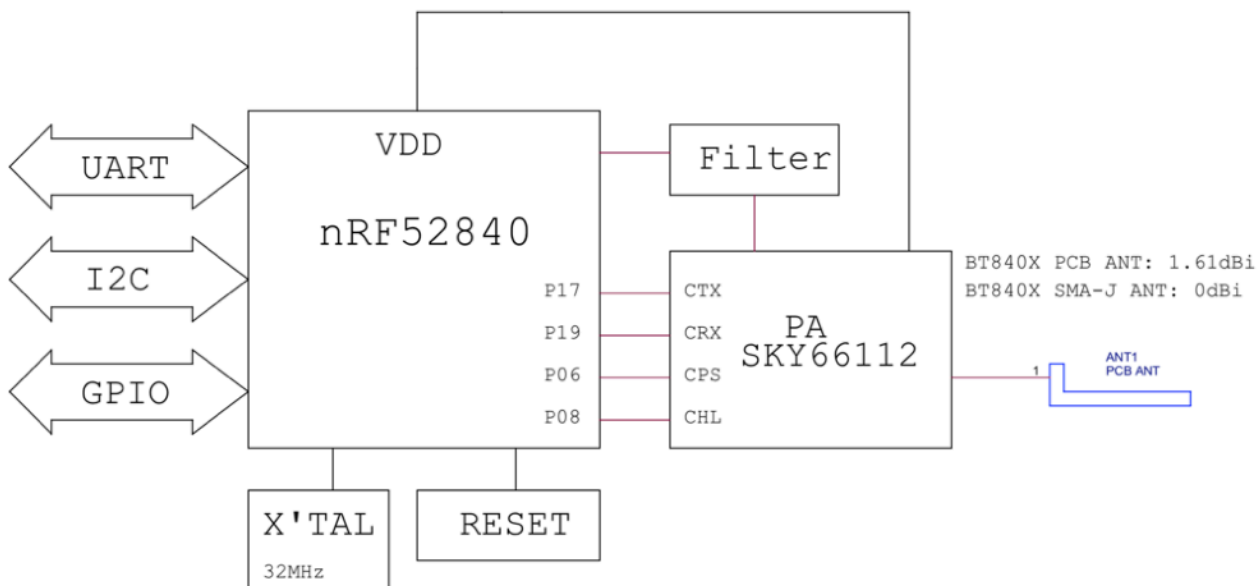 VDD
nRF52840
UART
I2C
GPIO
P17
P19
P06
P08
Filter
CTX
CRX
CPS
CHL
PA
SKY66112
BT840X PCB ANT: 1.61dBi
BT840X SMA-J ANT: 0dBi
ANT1
PCB ANT
1
X'TAL
32MHz
RESET